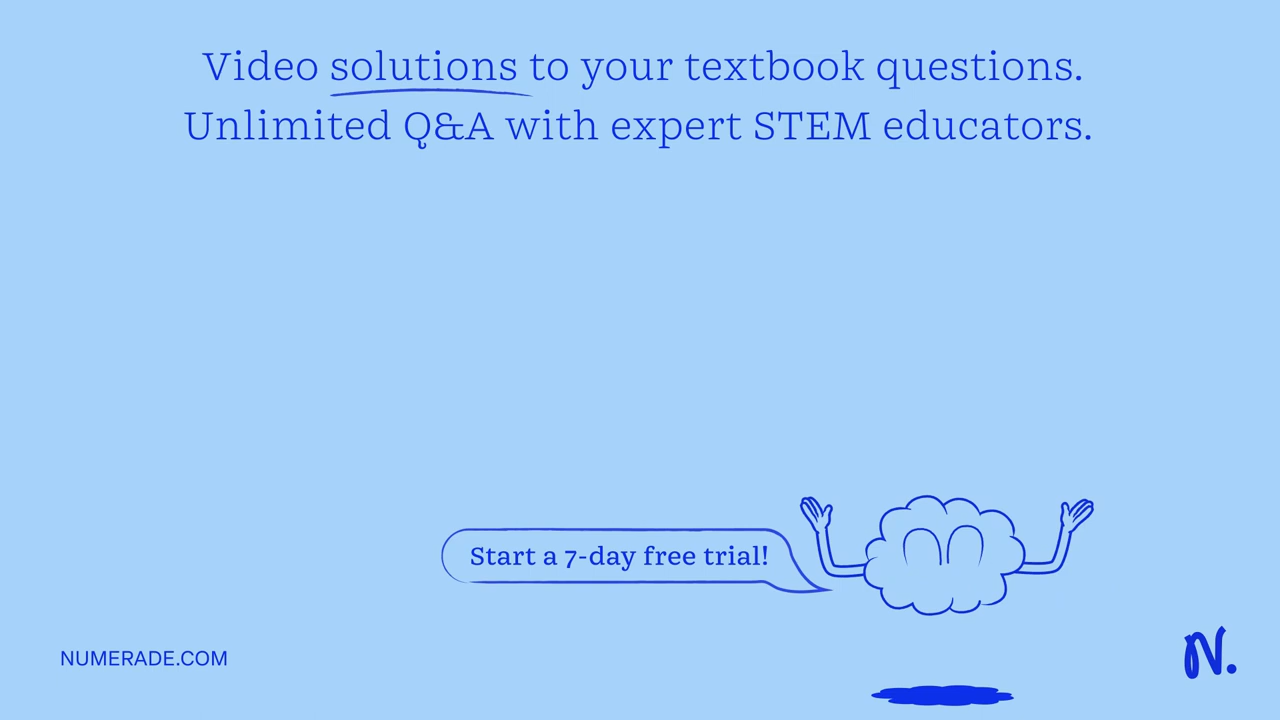 Video solutions to your textbook questions.
Unlimited Q&A with expert STEM educators.
Start a 7-day free trial!
NUMERADE.COM
N.